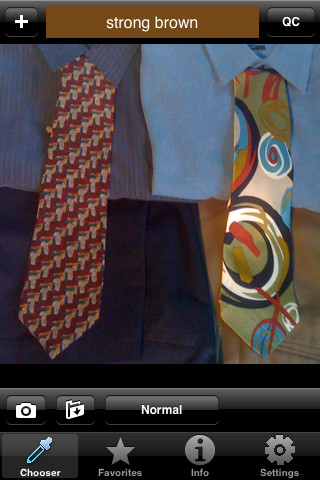 +
strong brown
QC
Normal
Chooser
Favorites
Info
Settings